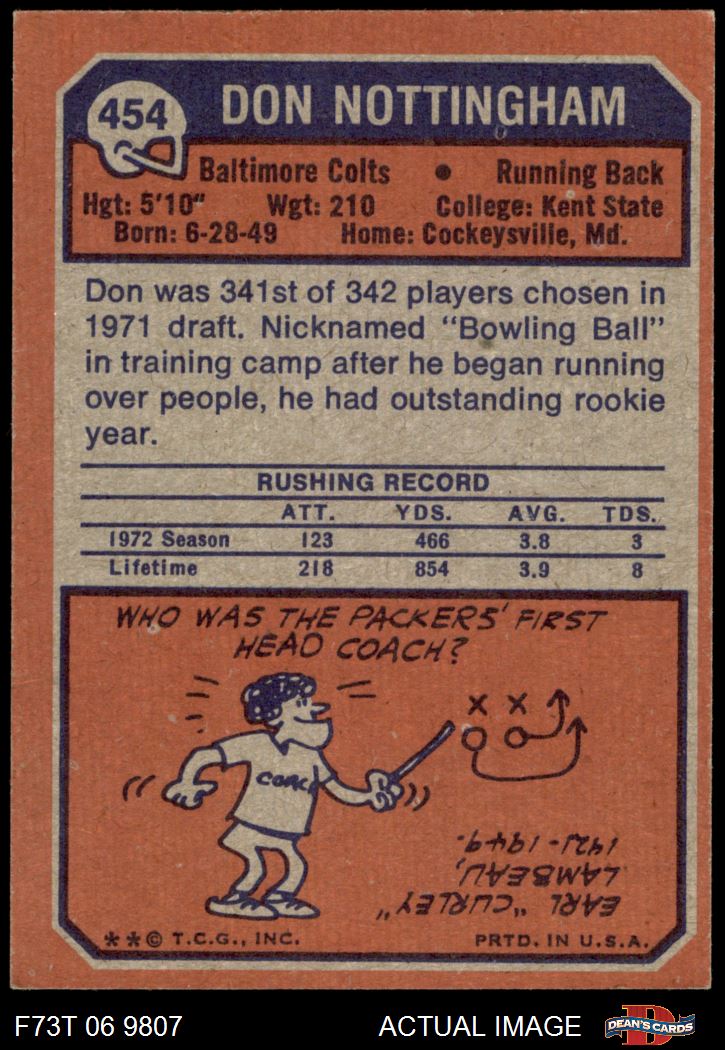 454
DON NOTTINGHAM
Baltimore Colts • Running Back
Hgt: 5'10" Wgt: 210 College: Kent State
Born: 6-28-49 Home: Cockeysville, Md.
Don was 341st of 342 players chosen in
1971 draft. Nicknamed "Bowling Ball"
in training camp after he began running
over people, he had outstanding rookie
year.
RUSHING RECORD
ATT. YDS. AVG. TDS.
1972 Season 123 466 3.8 3
Lifetime 218 854 3.9 8
WHO WAS THE PACKERS' FIRST
HEAD COACH?
X X
COACH
EARL "CURLEY"
LAMBEAU,
1921-1949.
**© T.C.G., INC. PRTD. IN U.S.A.
F73T 06 9807 ACTUAL IMAGE
D
DEAN'S CARDS